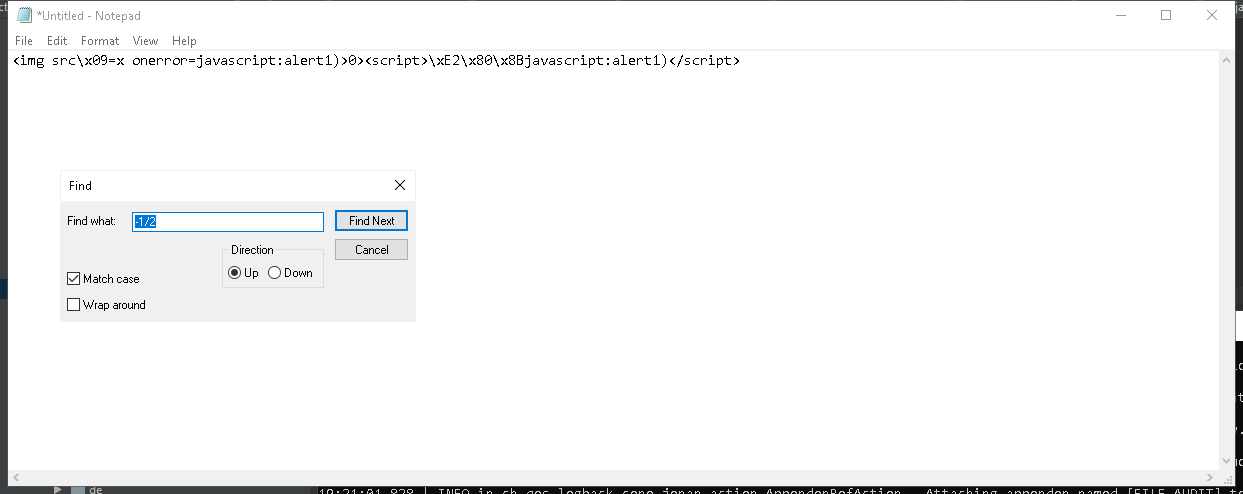 *Untitled - Notepad
File Edit Format View Help
<img src\x09=x onerror=javascript:alert1)>0><script>\xE2\x80\x8Bjavascript:alert1)</script>
Find
Find what: -1/2 Find Next
Direction Cancel
Up Down
Match case
Wrap around
de
19:21:01,828 | INFO in ch.qos.logback.core.joran.action.AppenderRefAction - Attaching appender named [FILE_AUDIT] t